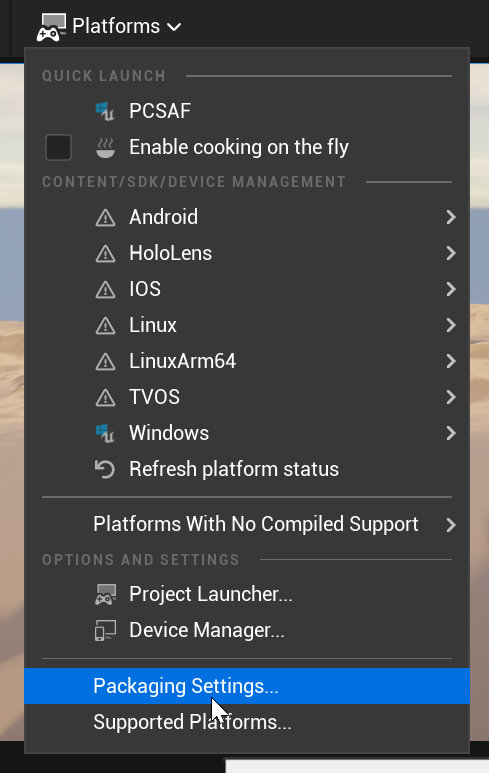 Platforms
QUICK LAUNCH
PCSAF
Enable cooking on the fly
CONTENT/SDK/DEVICE MANAGEMENT
Android
HoloLens
IOS
Linux
LinuxArm64
TVOS
Windows
Refresh platform status
Platforms With No Compiled Support
OPTIONS AND SETTINGS
Project Launcher...
Device Manager...
Packaging Settings...
Supported Platforms...